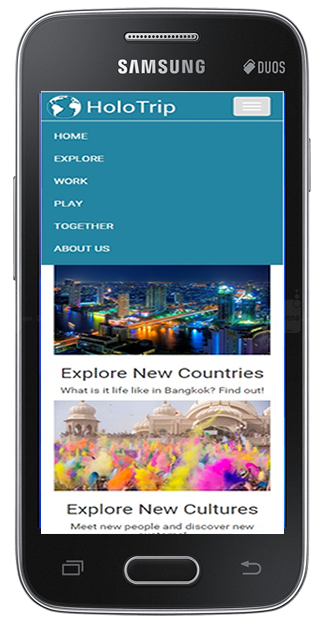 SAMSUNG
DUOS
HoloTrip
HOME
EXPLORE
WORK
PLAY
TOGETHER
ABOUT US
Explore New Countries
What is it life like in Bangkok? Find out!
Explore New Cultures
Meet new people and discover new